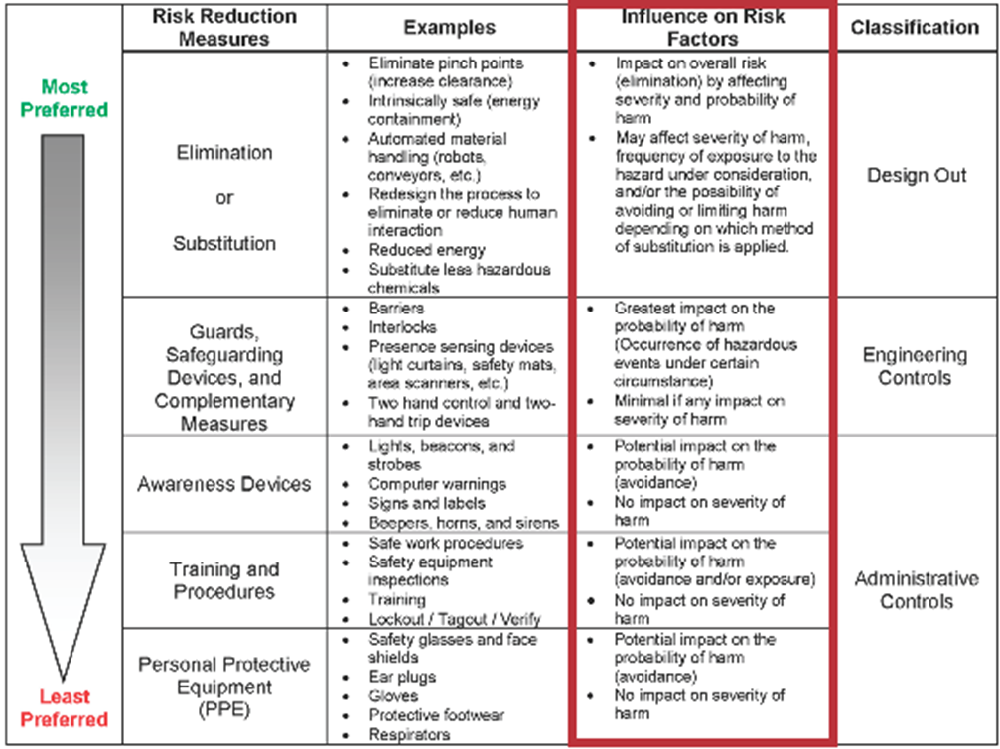 Risk Reduction
Measures
Examples
Influence on Risk
Factors
Classification
Most
Preferred
Elimination
or
Substitution
• Eliminate pinch points
(increase clearance)
• Intrinsically safe (energy
containment)
• Automated material
handling (robots,
conveyors, etc.)
• Redesign the process to
eliminate or reduce human
interaction
• Reduced energy
• Substitute less hazardous
chemicals
• Impact on overall risk
(elimination) by affecting
severity and probability of
harm
• May affect severity of harm,
frequency of exposure to the
hazard under consideration,
and/or the possibility of
avoiding or limiting harm
depending on which method
of substitution is applied.
Design Out
Guards,
Safeguarding
Devices, and
Complementary
Measures
• Barriers
• Interlocks
• Presence sensing devices
(light curtains, safety mats,
area scanners, etc.)
• Two hand control and two-
hand trip devices
• Greatest impact on the
probability of harm
(Occurrence of hazardous
events under certain
circumstance)
• Minimal if any impact on
severity of harm
Engineering
Controls
Awareness Devices
• Lights, beacons, and
strobes
• Computer warnings
• Signs and labels
• Beepers, horns, and sirens
• Potential impact on the
probability of harm
(avoidance)
• No impact on severity of
harm
Training and
Procedures
• Safe work procedures
• Safety equipment
inspections
• Training
• Lockout / Tagout / Verify
• Potential impact on the
probability of harm
(avoidance and/or exposure)
• No impact on severity of
harm
Administrative
Controls
Personal Protective
Equipment
(PPE)
• Safety glasses and face
shields
• Ear plugs
• Gloves
• Protective footwear
• Respirators
• Potential impact on the
probability of harm
(avoidance)
• No impact on severity of
harm
Least
Preferred